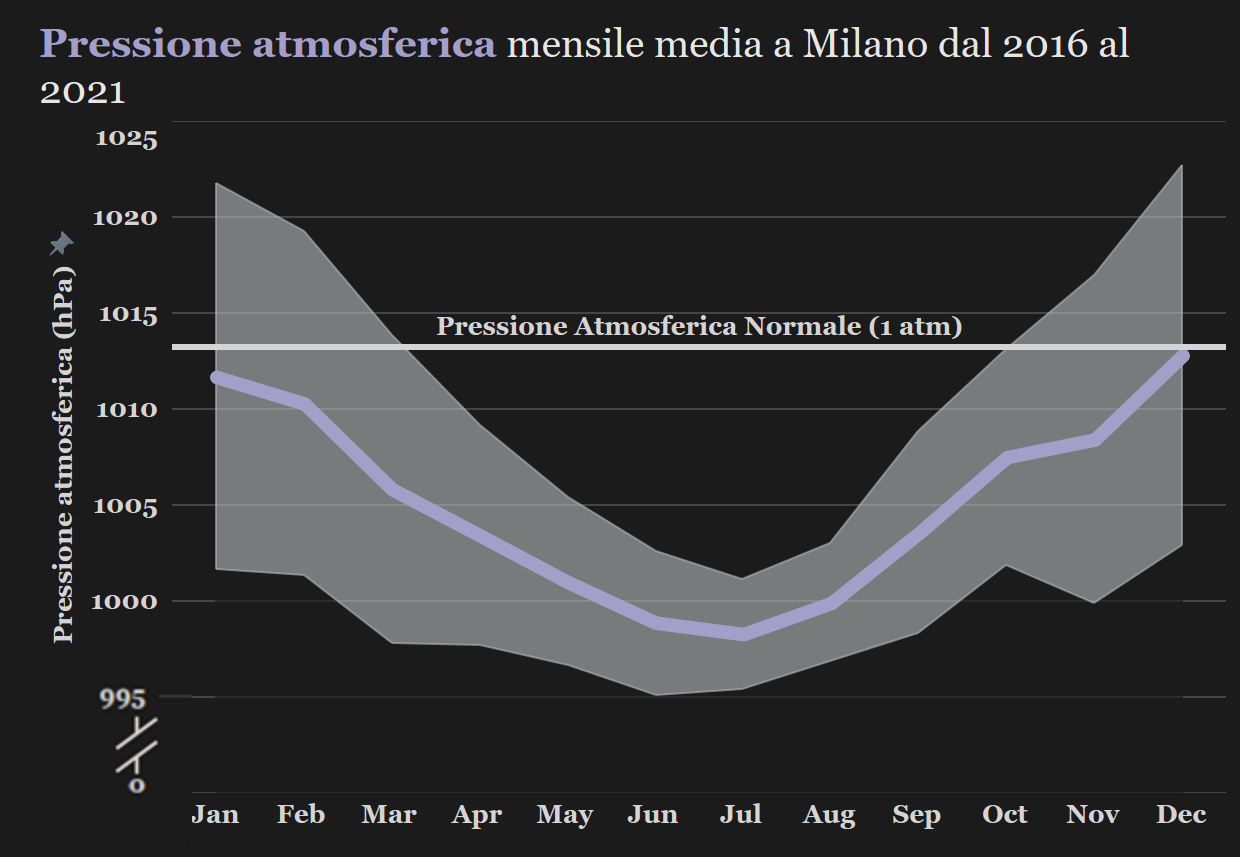 Pressione atmosferica mensile media a Milano dal 2016 al
2021
1025
1020
1015
1010
1005
1000
995
0
Pressione atmosferica (hPa)
Pressione Atmosferica Normale (1 atm)
Jan Feb Mar Apr May Jun Jul Aug Sep Oct Nov Dec